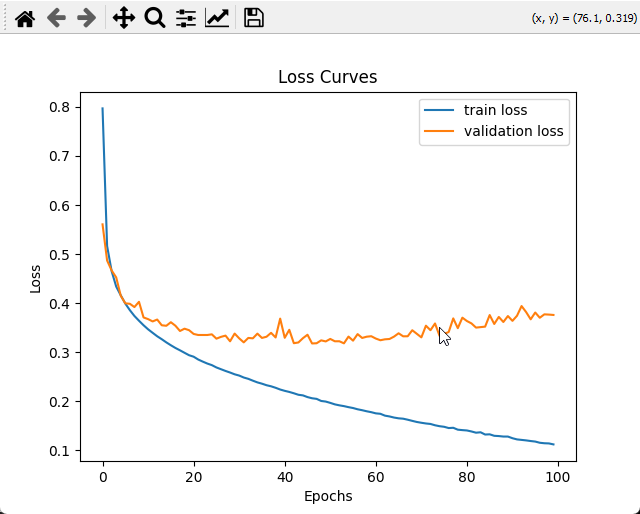 (x, y) = (76.1, 0.319)
Loss Curves
train loss
validation loss
Loss
0.8
0.7
0.6
0.5
0.4
0.3
0.2
0.1
0 20 40 60 80 100
Epochs